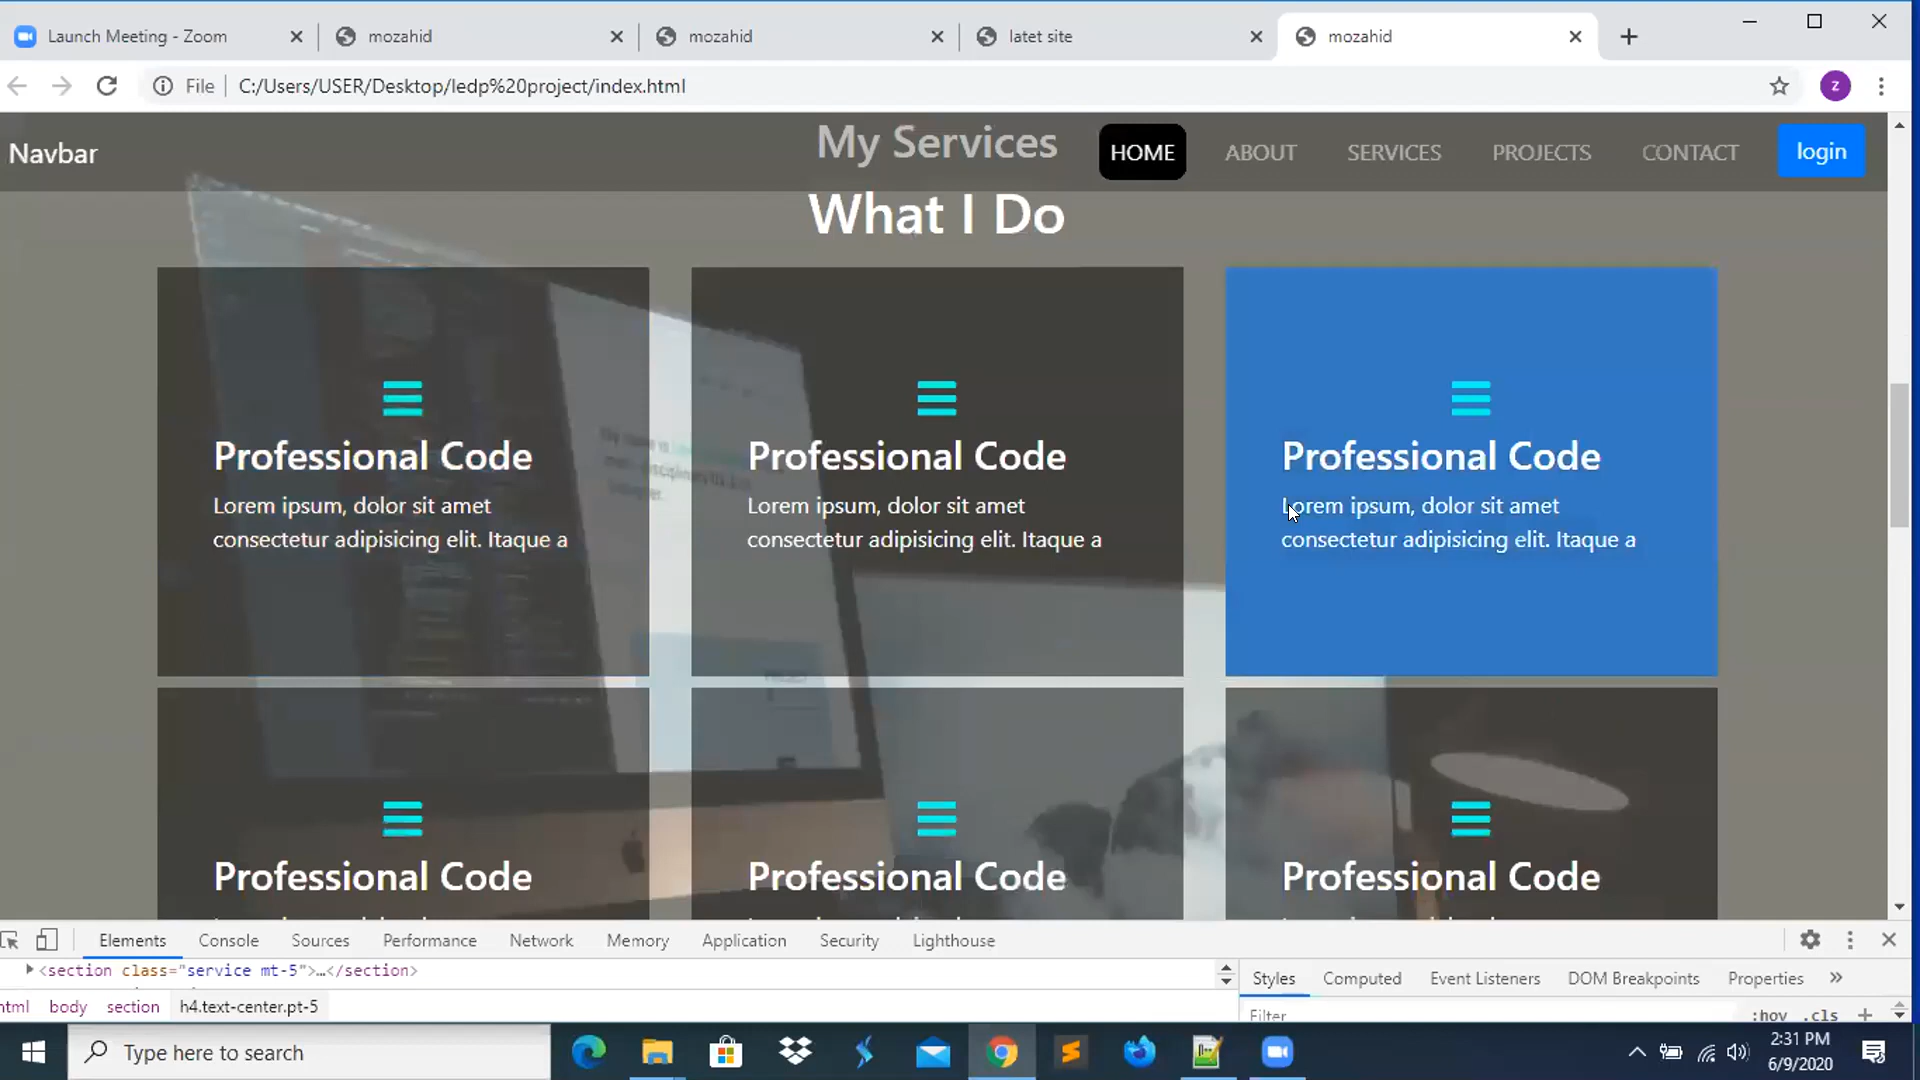 Launch Meeting - Zoom
mozahid
mozahid
latet site
mozahid
File
C:/Users/USER/Desktop/ledp%20project/index.html
z
Navbar
HOME
ABOUT
SERVICES
PROJECTS
CONTACT
login
My Services
What I Do
Professional Code
Lorem ipsum, dolor sit amet
consectetur adipisicing elit. Itaque a
Professional Code
Lorem ipsum, dolor sit amet
consectetur adipisicing elit. Itaque a
Professional Code
Lorem ipsum, dolor sit amet
consectetur adipisicing elit. Itaque a
Professional Code
Professional Code
Professional Code
Elements
Console
Sources
Performance
Network
Memory
Application
Security
Lighthouse
<section class="service mt-5">…</section>
html
body
section
h4.text-center.pt-5
Styles
Computed
Event Listeners
DOM Breakpoints
Properties
Filter
:hov
.cls
Type here to search
2:31 PM
6/9/2020